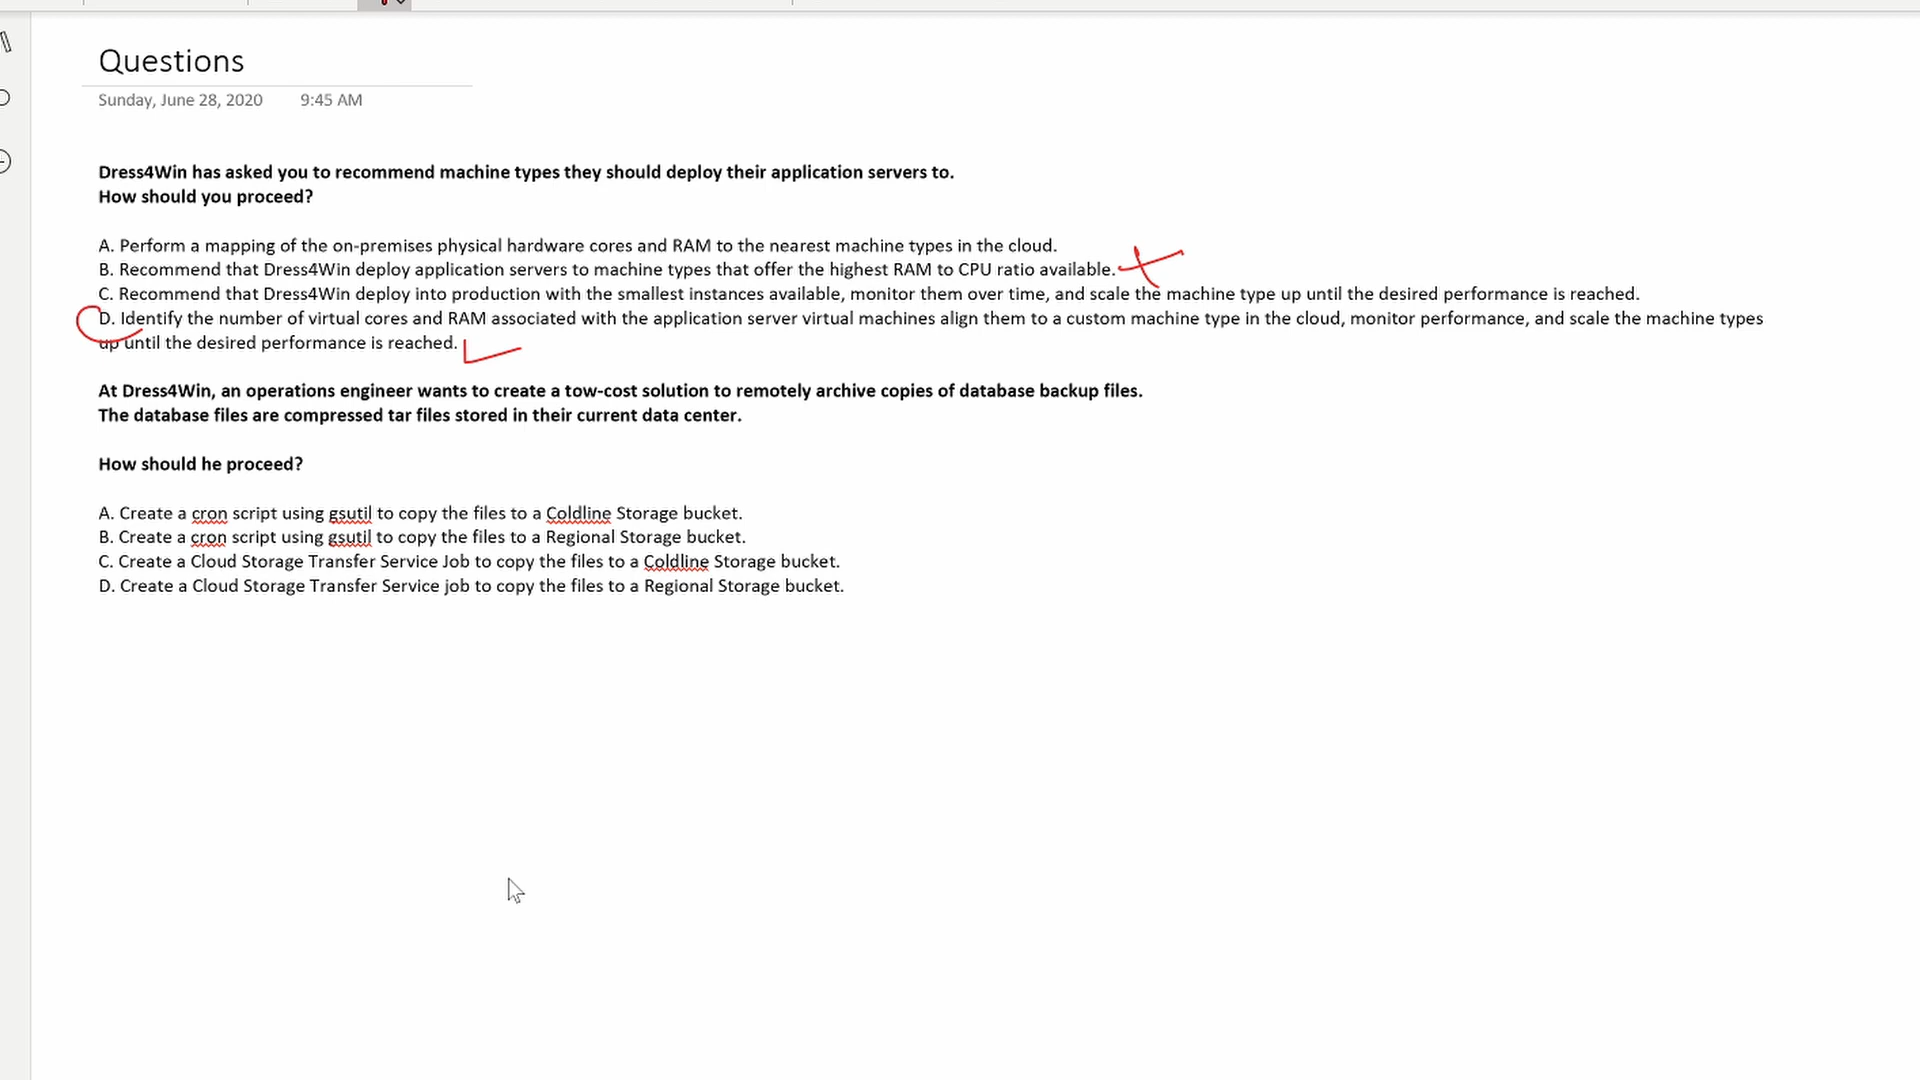 Questions
Sunday, June 28, 2020 9:45 AM
Dress4Win has asked you to recommend machine types they should deploy their application servers to.
How should you proceed?
A. Perform a mapping of the on-premises physical hardware cores and RAM to the nearest machine types in the cloud.
B. Recommend that Dress4Win deploy application servers to machine types that offer the highest RAM to CPU ratio available.
C. Recommend that Dress4Win deploy into production with the smallest instances available, monitor them over time, and scale the machine type up until the desired performance is reached.
D. Identify the number of virtual cores and RAM associated with the application server virtual machines align them to a custom machine type in the cloud, monitor performance, and scale the machine types
up until the desired performance is reached.
At Dress4Win, an operations engineer wants to create a tow-cost solution to remotely archive copies of database backup files.
The database files are compressed tar files stored in their current data center.
How should he proceed?
A. Create a cron script using gsutil to copy the files to a Coldline Storage bucket.
B. Create a cron script using gsutil to copy the files to a Regional Storage bucket.
C. Create a Cloud Storage Transfer Service Job to copy the files to a Coldline Storage bucket.
D. Create a Cloud Storage Transfer Service job to copy the files to a Regional Storage bucket.